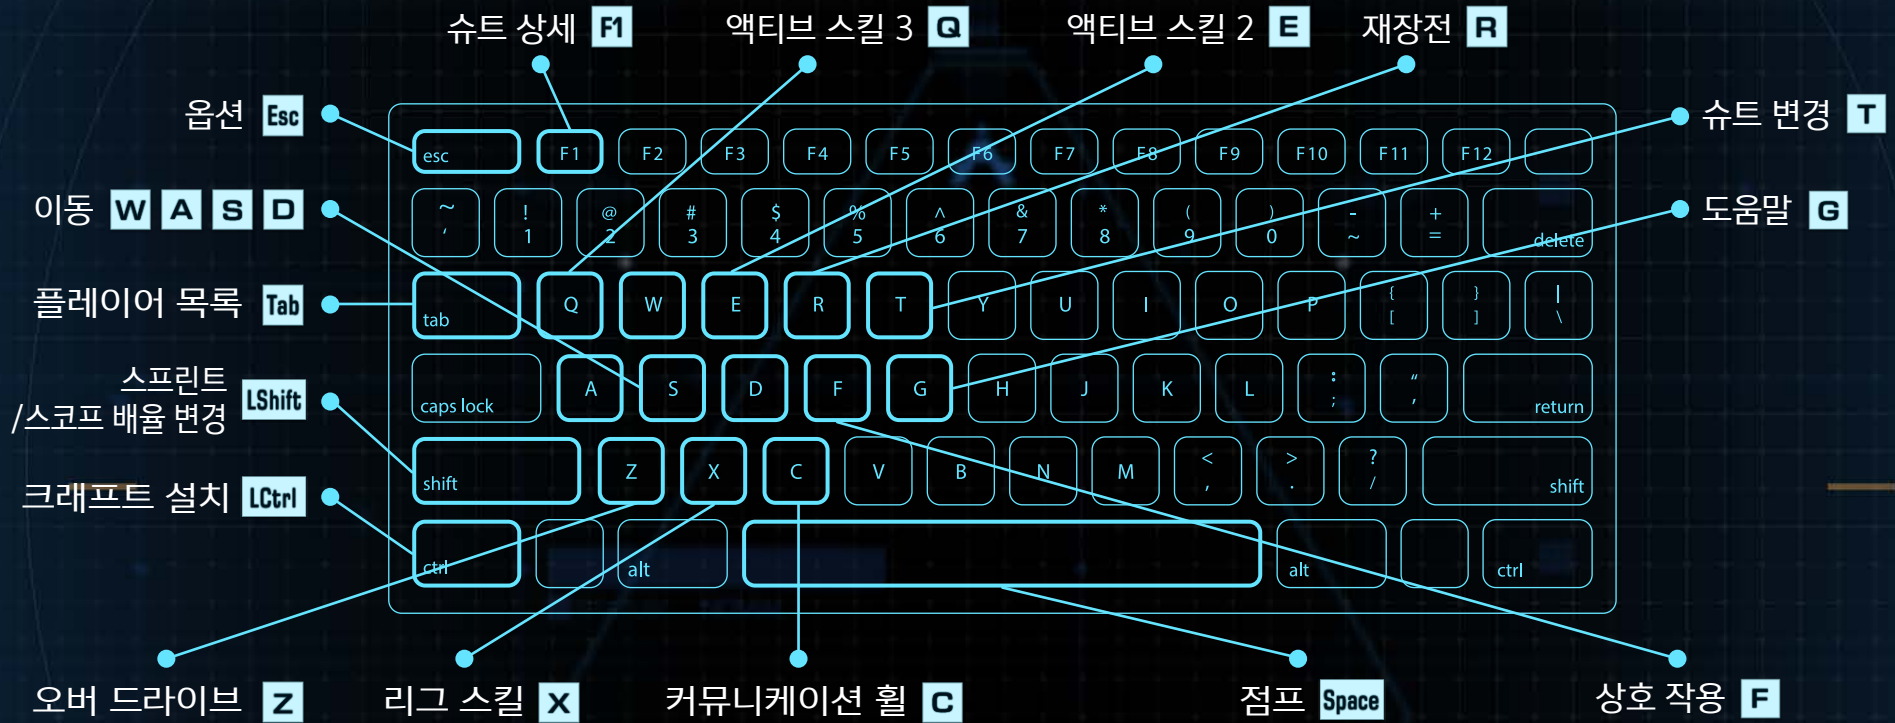 슈트 상세 F1
액티브 스킬 3 Q
액티브 스킬 2 E
재장전 R
옵션 Esc
슈트 변경 T
이동 W A S D
도움말 G
플레이어 목록 Tab
스프린트
/스코프 배율 변경 LShift
크래프트 설치 LCtrl
esc F1 F2 F3 F4 F5 F6 F7 F8 F9 F10 F11 F12
~ ! @ # $ % ^ & * ( ) - +
‘ 1 2 3 4 5 6 7 8 9 0 ~ = delete
tab Q W E R T Y U I O P { [ } ] | \
caps lock A S D F G H J K L : ; “ , return
shift Z X C V B N M < , > . ? / shift
ctrl alt alt ctrl
오버 드라이브 Z
리그 스킬 X
커뮤니케이션 휠 C
점프 Space
상호 작용 F